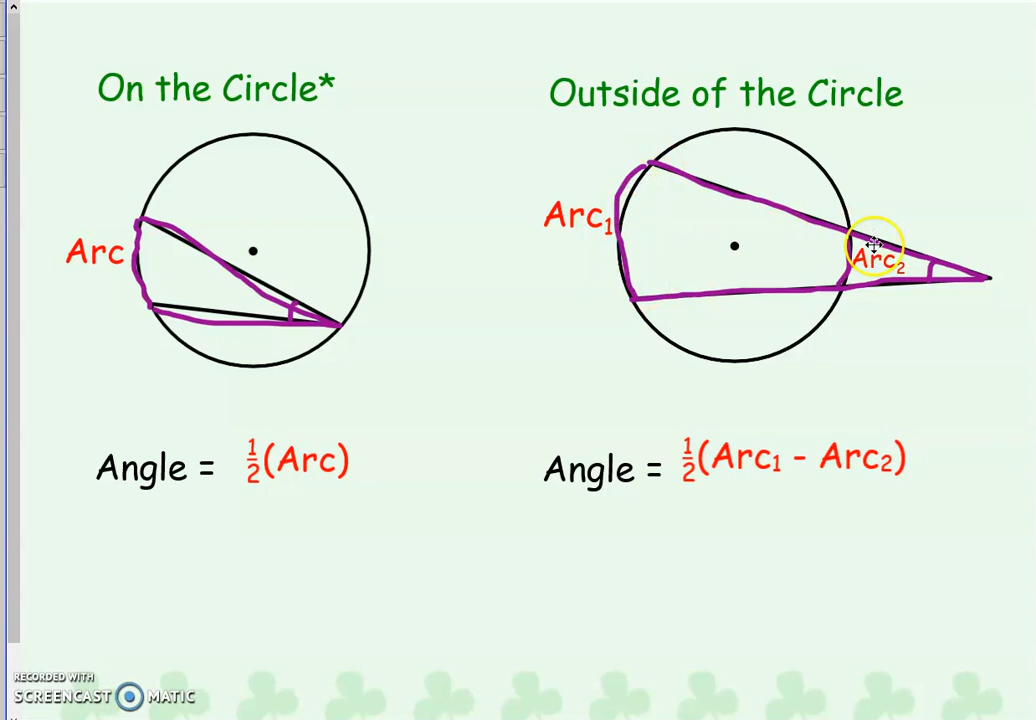 On the Circle*
Outside of the Circle
Arc
Arc₁
Arc₂
Angle = ½(Arc)
Angle = ½(Arc₁ - Arc₂)
RECORDED WITH
SCREENCAST MATIC